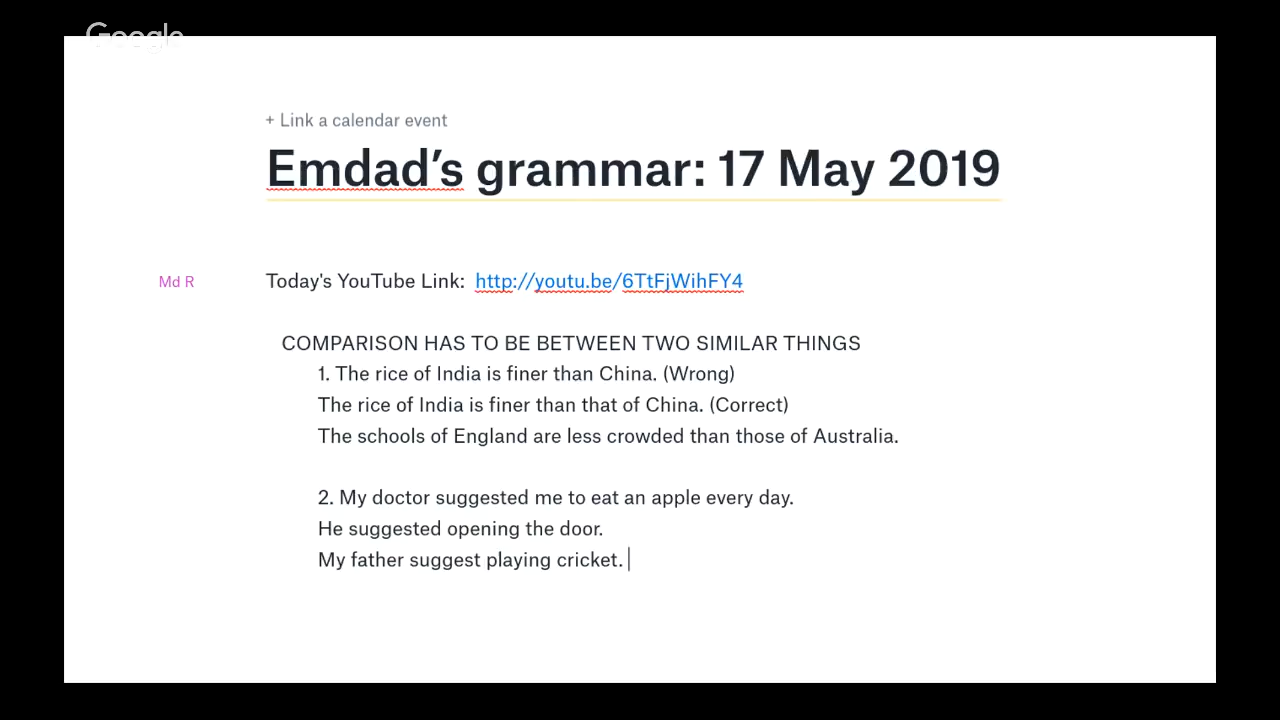 Google
+ Link a calendar event
Emdad's grammar: 17 May 2019
Md R
Today's YouTube Link: http://youtu.be/6TtFjWihFY4
COMPARISON HAS TO BE BETWEEN TWO SIMILAR THINGS
1. The rice of India is finer than China. (Wrong)
The rice of India is finer than that of China. (Correct)
The schools of England are less crowded than those of Australia.
2. My doctor suggested me to eat an apple every day.
He suggested opening the door.
My father suggest playing cricket.